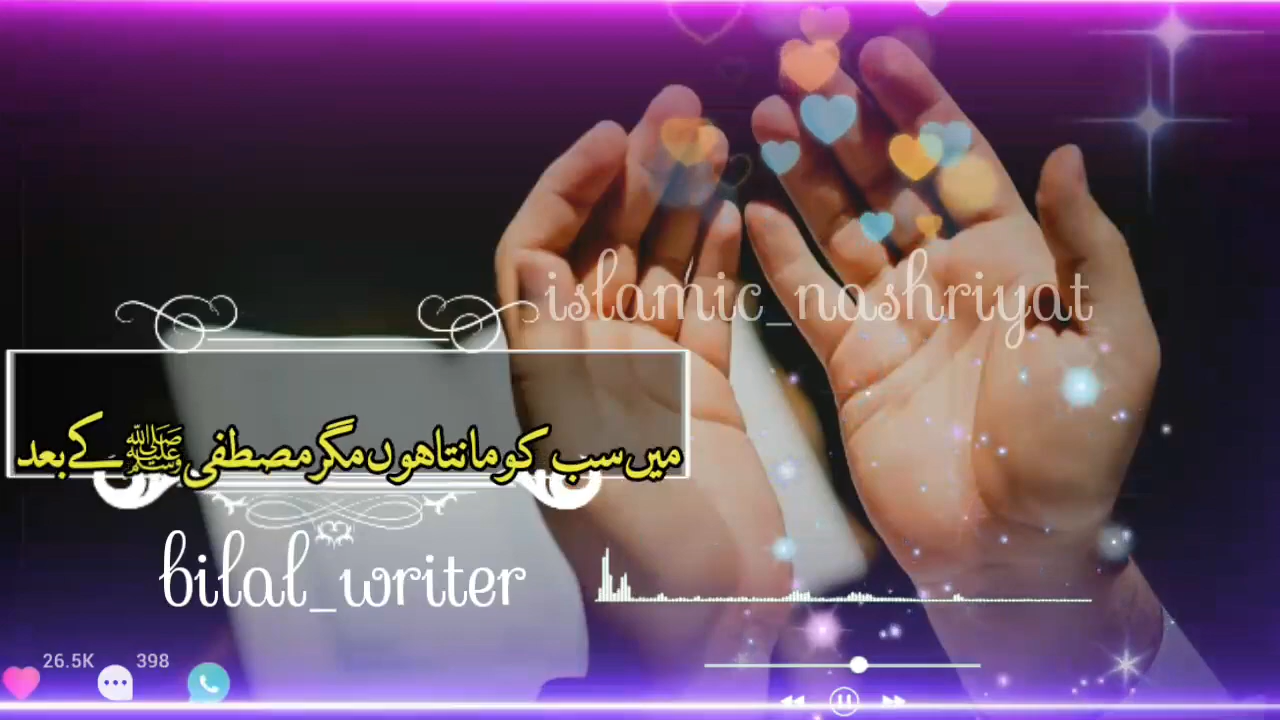 islamic_nashriyat
میں سب کو مانتا ہوں مگر مصطفی ﷺ کے بعد
bilal_writer
26.5K 398